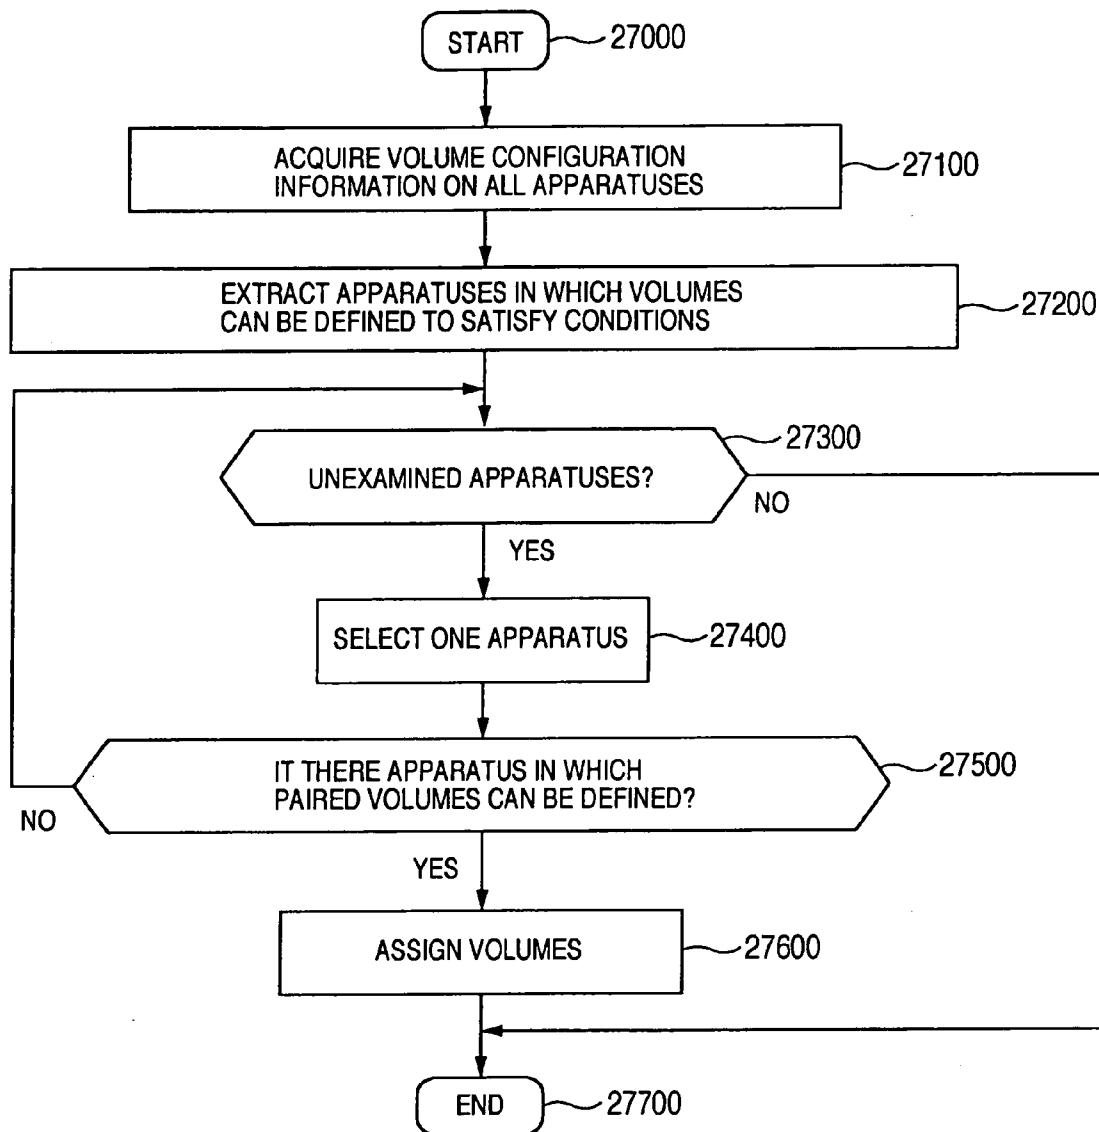 START
27000
ACQUIRE VOLUME CONFIGURATION
INFORMATION ON ALL APPARATUSES
27100
EXTRACT APPARATUSES IN WHICH VOLUMES
CAN BE DEFINED TO SATISFY CONDITIONS
27200
27300
UNEXAMINED APPARATUSES?
NO
YES
SELECT ONE APPARATUS
27400
IT THERE APPARATUS IN WHICH
PAIRED VOLUMES CAN BE DEFINED?
27500
NO
YES
ASSIGN VOLUMES
27600
END
27700